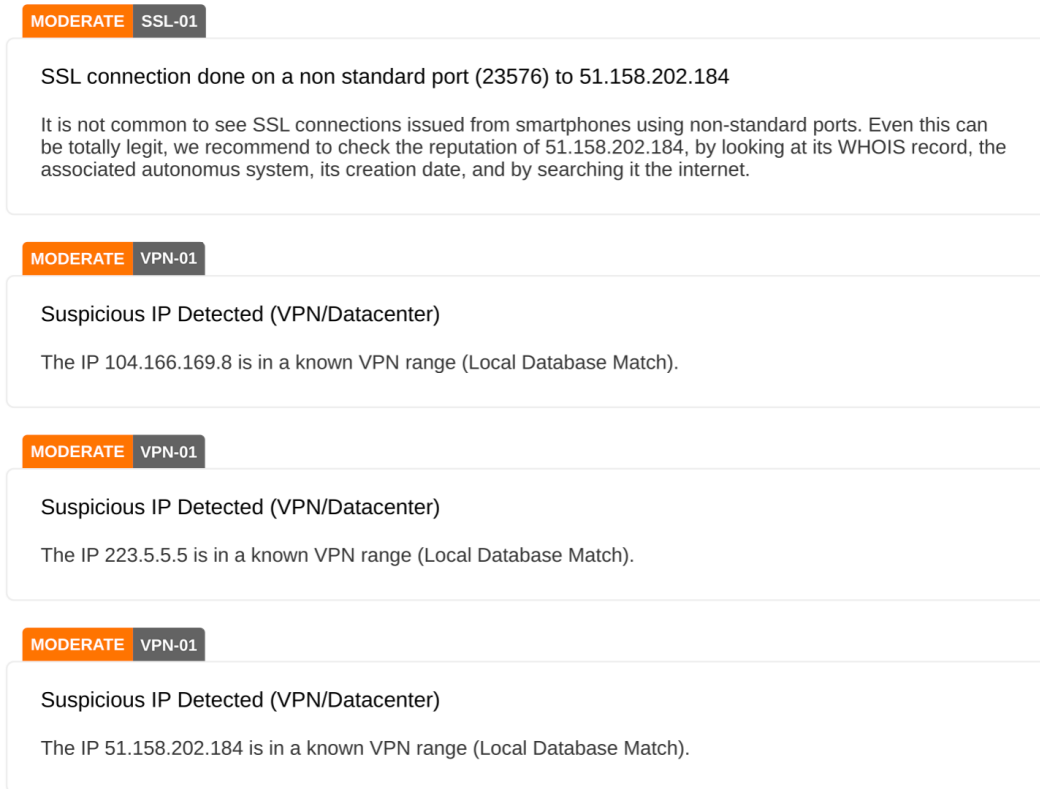 MODERATE SSL-01
SSL connection done on a non standard port (23576) to 51.158.202.184
It is not common to see SSL connections issued from smartphones using non-standard ports. Even this can
be totally legit, we recommend to check the reputation of 51.158.202.184, by looking at its WHOIS record, the
associated autonomus system, its creation date, and by searching it the internet.
MODERATE VPN-01
Suspicious IP Detected (VPN/Datacenter)
The IP 104.166.169.8 is in a known VPN range (Local Database Match).
MODERATE VPN-01
Suspicious IP Detected (VPN/Datacenter)
The IP 223.5.5.5 is in a known VPN range (Local Database Match).
MODERATE VPN-01
Suspicious IP Detected (VPN/Datacenter)
The IP 51.158.202.184 is in a known VPN range (Local Database Match).